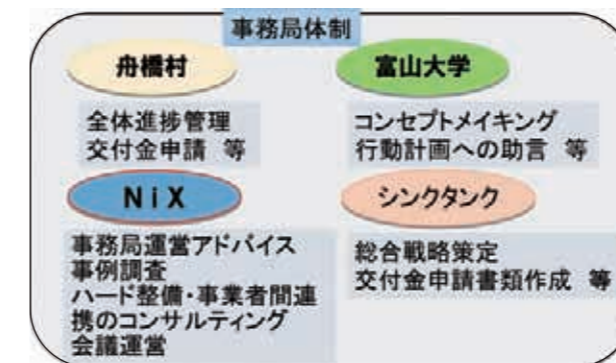 事務局体制
舟橋村
全体進捗管理
交付金申請 等
富山大学
コンセプトメイキング
行動計画への助言 等
NiX
事務局運営アドバイス
事例調査
ハード整備・事業者間連
携のコンサルティング
会議運営
シンクタンク
総合戦略策定
交付金申請書類作成 等